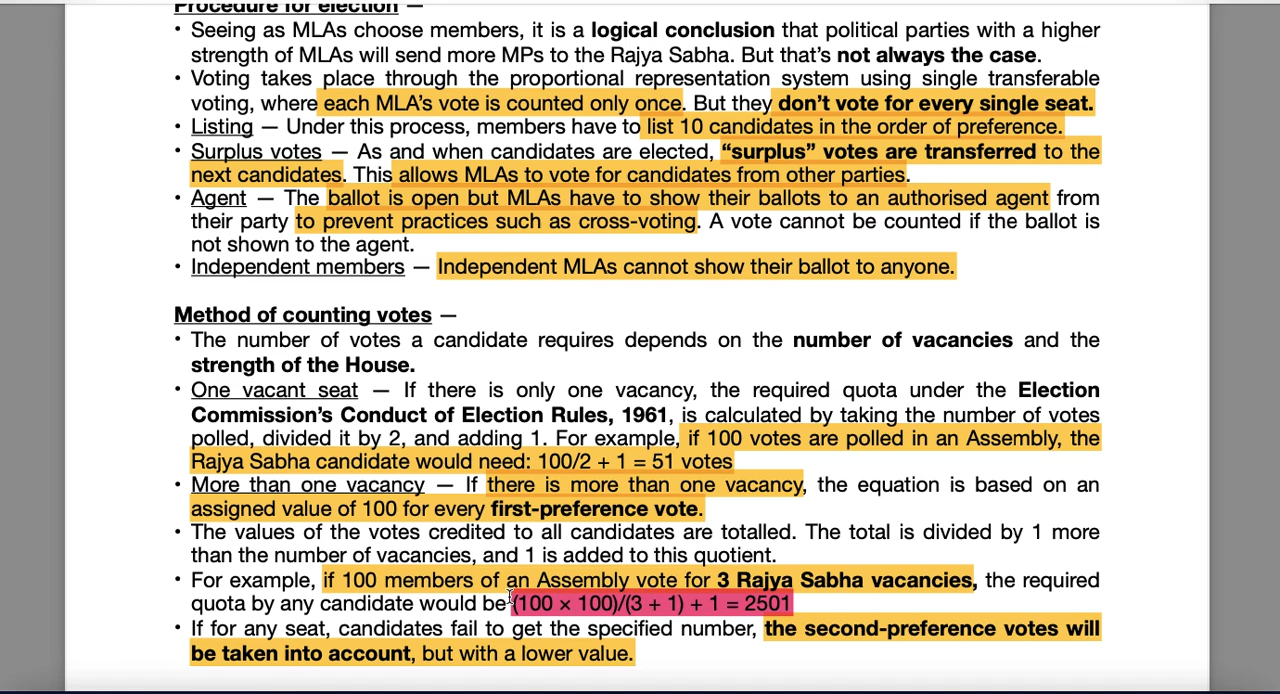 Procedure for election —
• Seeing as MLAs choose members, it is a logical conclusion that political parties with a higher
strength of MLAs will send more MPs to the Rajya Sabha. But that's not always the case.
• Voting takes place through the proportional representation system using single transferable
voting, where each MLA's vote is counted only once. But they don't vote for every single seat.
• Listing — Under this process, members have to list 10 candidates in the order of preference.
• Surplus votes — As and when candidates are elected, “surplus” votes are transferred to the
next candidates. This allows MLAs to vote for candidates from other parties.
• Agent — The ballot is open but MLAs have to show their ballots to an authorised agent from
their party to prevent practices such as cross-voting. A vote cannot be counted if the ballot is
not shown to the agent.
• Independent members — Independent MLAs cannot show their ballot to anyone.
Method of counting votes —
• The number of votes a candidate requires depends on the number of vacancies and the
strength of the House.
• One vacant seat — If there is only one vacancy, the required quota under the Election
Commission's Conduct of Election Rules, 1961, is calculated by taking the number of votes
polled, divided it by 2, and adding 1. For example, if 100 votes are polled in an Assembly, the
Rajya Sabha candidate would need: 100/2 + 1 = 51 votes
• More than one vacancy — If there is more than one vacancy, the equation is based on an
assigned value of 100 for every first-preference vote.
• The values of the votes credited to all candidates are totalled. The total is divided by 1 more
than the number of vacancies, and 1 is added to this quotient.
• For example, if 100 members of an Assembly vote for 3 Rajya Sabha vacancies, the required
quota by any candidate would be (100 × 100)/(3 + 1) + 1 = 2501
• If for any seat, candidates fail to get the specified number, the second-preference votes will
be taken into account, but with a lower value.